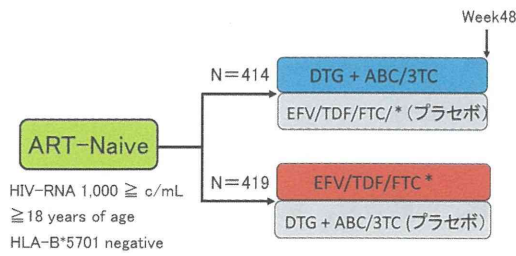 Week48
N=414
DTG + ABC/3TC
EFV/TDF/FTC/* (プラセボ)
ART-Naive
N=419
EFV/TDF/FTC*
DTG + ABC/3TC (プラセボ)
HIV-RNA 1,000 ≧ c/mL
≧18 years of age
HLA-B*5701 negative